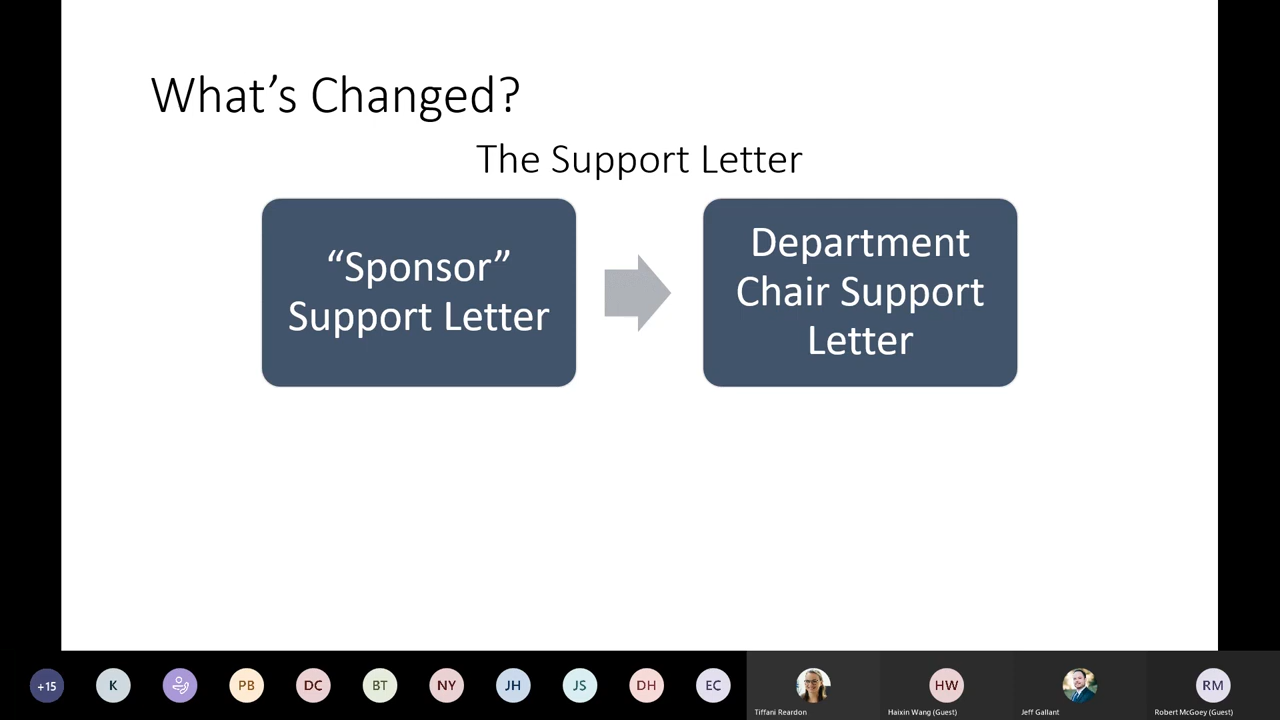 What’s Changed?
The Support Letter
“Sponsor”
Support Letter
Department
Chair Support
Letter
+15
K
PB
DC
BT
NY
JH
JS
DH
EC
HW
RM
Tiffani Reardon
Haixin Wang (Guest)
Jeff Gallant
Robert McGoey (Guest)